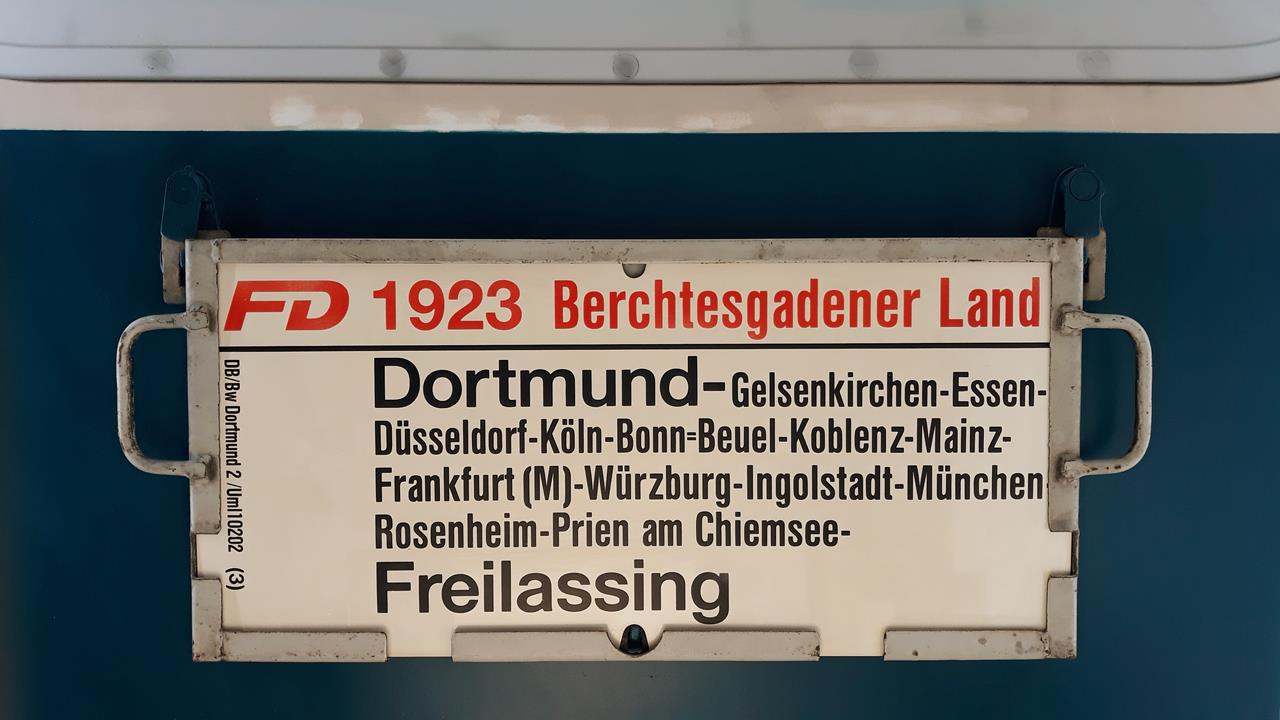 FD 1923 Berchtesgadener Land
Dortmund-Gelsenkirchen-Essen-
Düsseldorf-Köln-Bonn=Beuel-Koblenz-Mainz-
Frankfurt (M)-Würzburg-Ingolstadt-München-
Rosenheim-Prien am Chiemsee-
Freilassing
DB/Bw Dortmund 2 /Uml10202 (3)